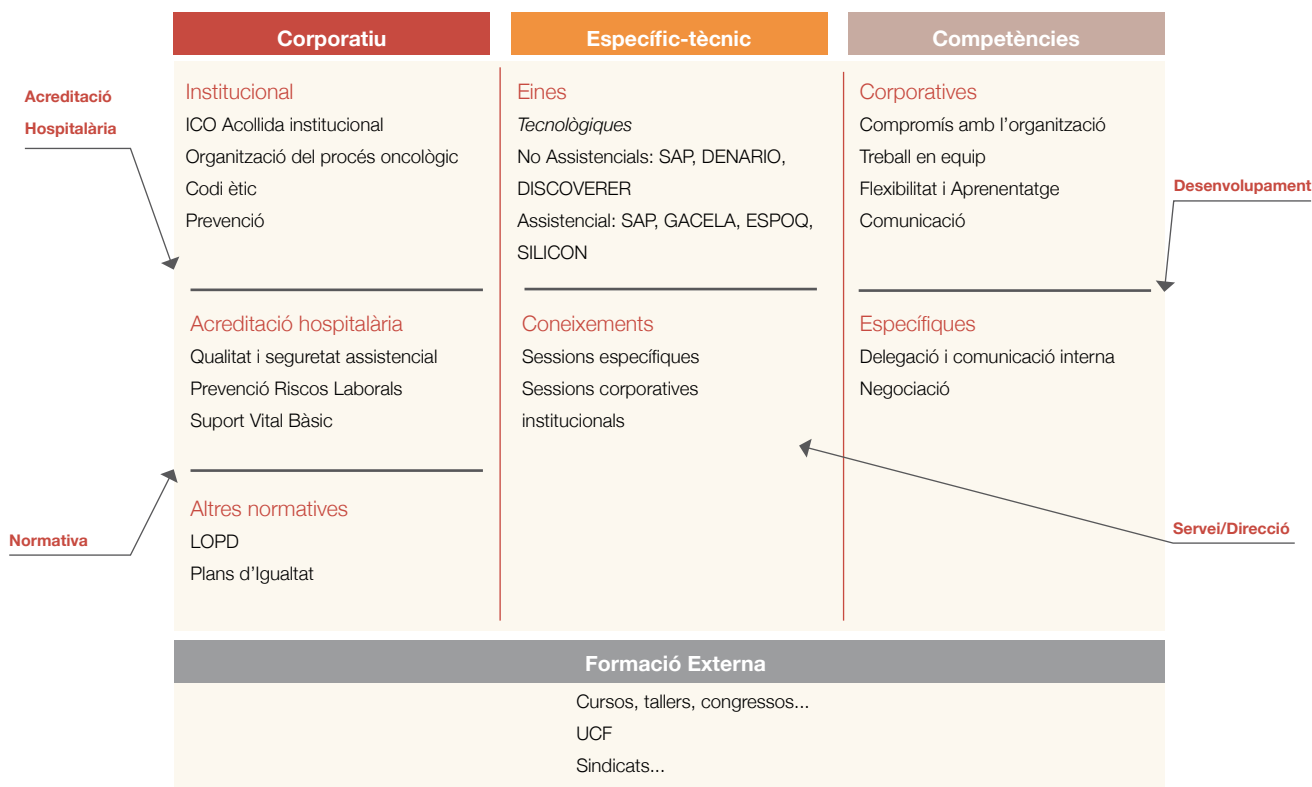 Corporatiu
Específic-tècnic
Competències
Acreditació
Hospitalària
Institucional
ICO Acollida institucional
Organització del procés oncològic
Codi ètic
Prevenció
Acreditació hospitalària
Qualitat i seguretat assistencial
Prevenció Riscos Laborals
Suport Vital Bàsic
Normativa
Altres normatives
LOPD
Plans d’Igualtat
Eines
Tecnològiques
No Assistencials: SAP, DENARIO,
DISCOVERER
Assistencial: SAP, GACELA, ESPOQ,
SILICON
Coneixements
Sessions específiques
Sessions corporatives
institucionals
Corporatives
Compromís amb l’organització
Treball en equip
Flexibilitat i Aprenentatge
Comunicació
Desenvolupament
Específiques
Delegació i comunicació interna
Negociació
Servei/Direcció
Formació Externa
Cursos, tallers, congressos...
UCF
Sindicats...